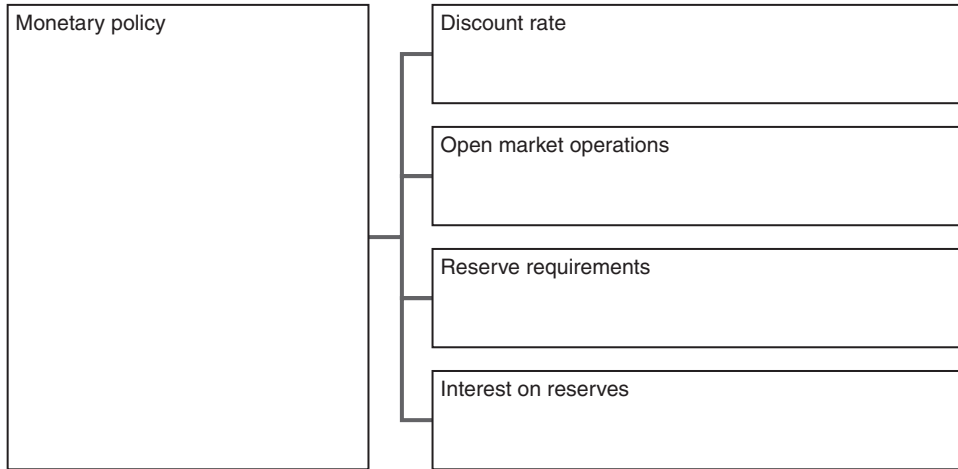 Monetary policy
Discount rate
Open market operations
Reserve requirements
Interest on reserves